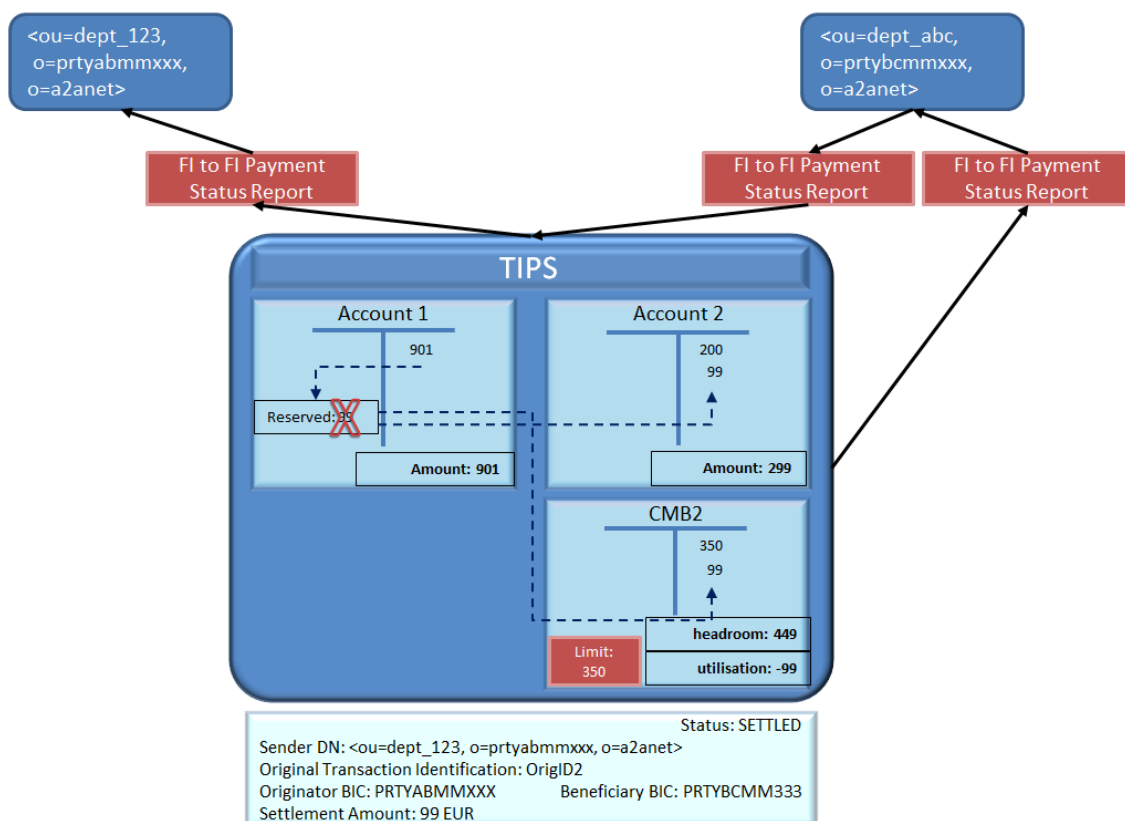 <ou=dept_123,
o=prtyabmmxxx,
o=a2anet>
<ou=dept_abc,
o=prtybcmmxxx,
o=a2anet>
FI to FI Payment
Status Report
FI to FI Payment
Status Report
FI to FI Payment
Status Report
TIPS
Account 1
901
Reserved: 99
Amount: 901
Account 2
200
99
Amount: 299
CMB2
350
99
headroom: 449
Limit:
350
utilisation: -99
Status: SETTLED
Sender DN: <ou=dept_123, o=prtyabmmxxx, o=a2anet>
Original Transaction Identification: OrigID2
Originator BIC: PRTYABMMXXX Beneficiary BIC: PRTYBCMM333
Settlement Amount: 99 EUR